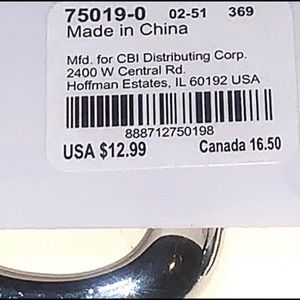 75019-0 02-51 369
Made in China
Mfd. for CBI Distributing Corp.
2400 W Central Rd.
Hoffman Estates, IL 60192 USA
888712750198
USA $12.99 Canada 16.50